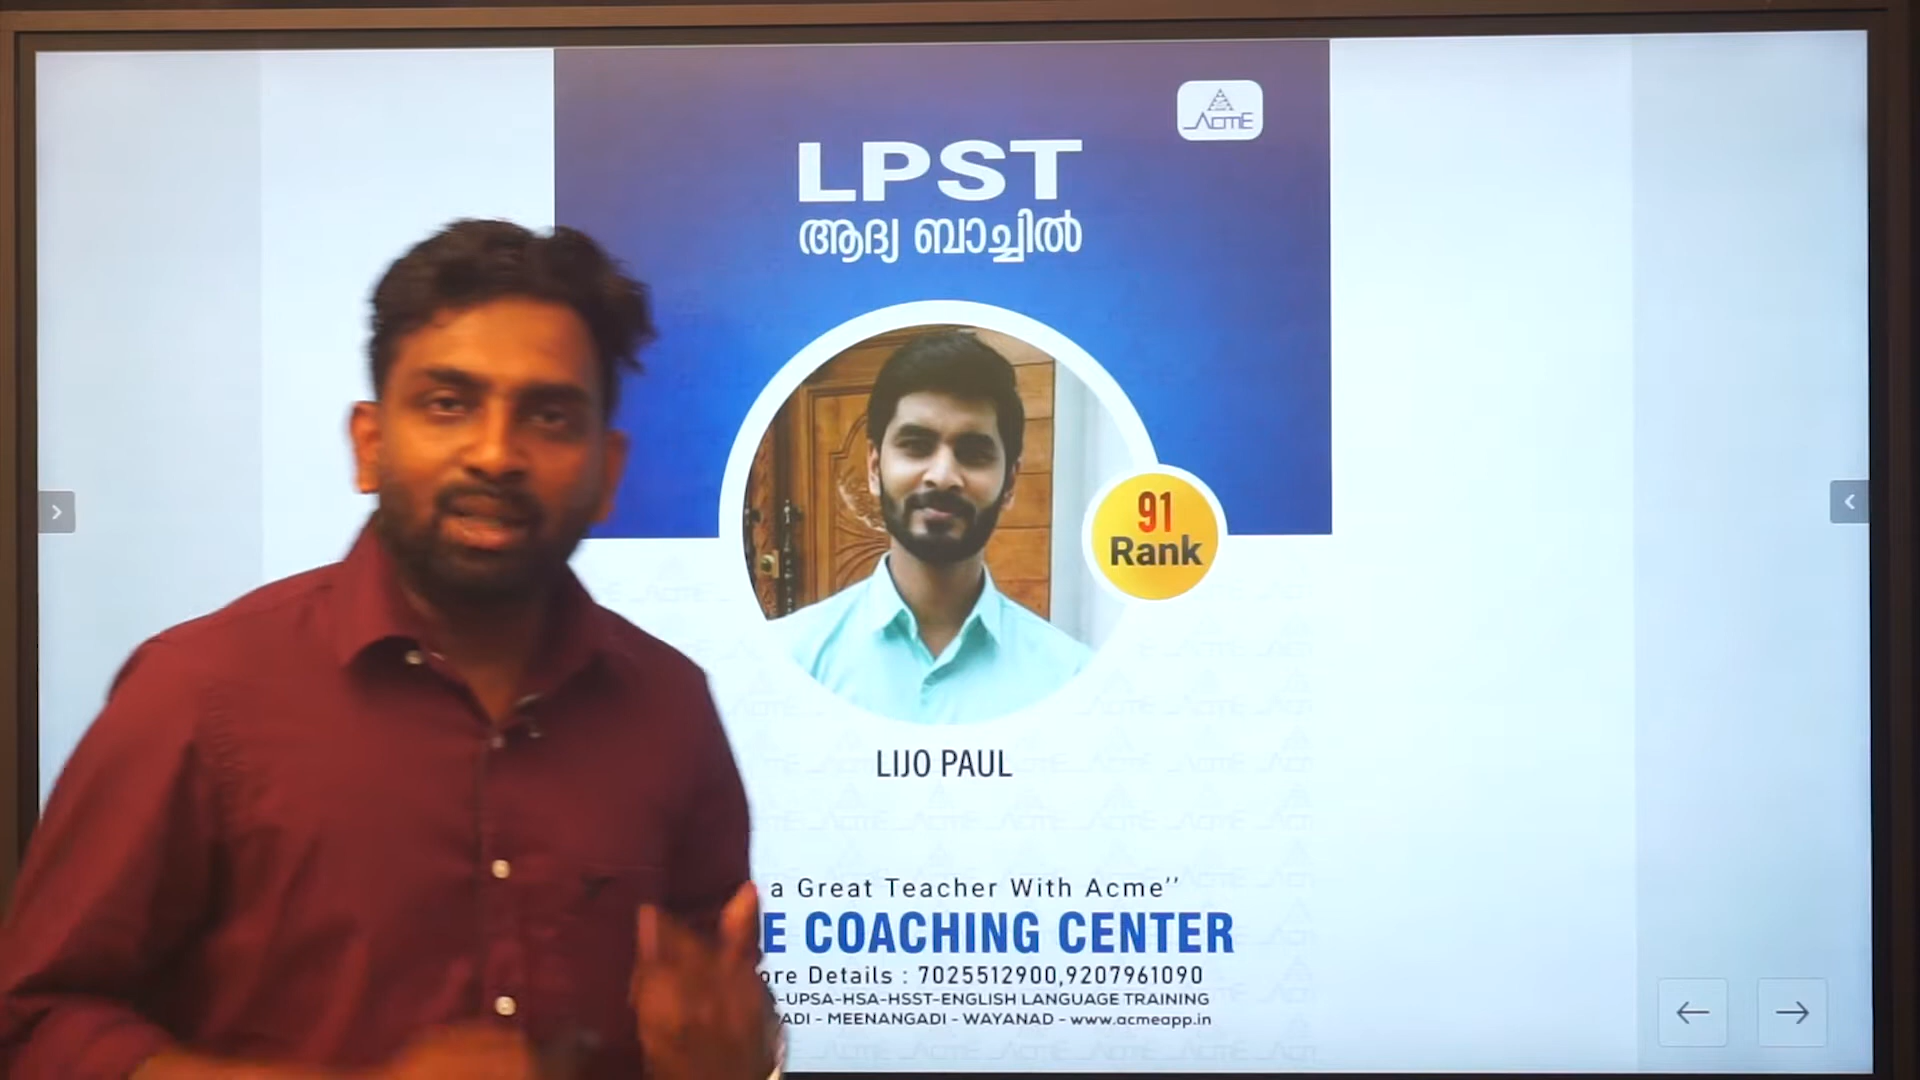 ACME
LPST
ആദ്യ ബാച്ചിൽ
91
Rank
LIJO PAUL
a Great Teacher With Acme’’
E COACHING CENTER
ore Details : 7025512900,9207961090
-UPSA-HSA-HSST-ENGLISH LANGUAGE TRAINING
ADI - MEENANGADI - WAYANAD - www.acmeapp.in